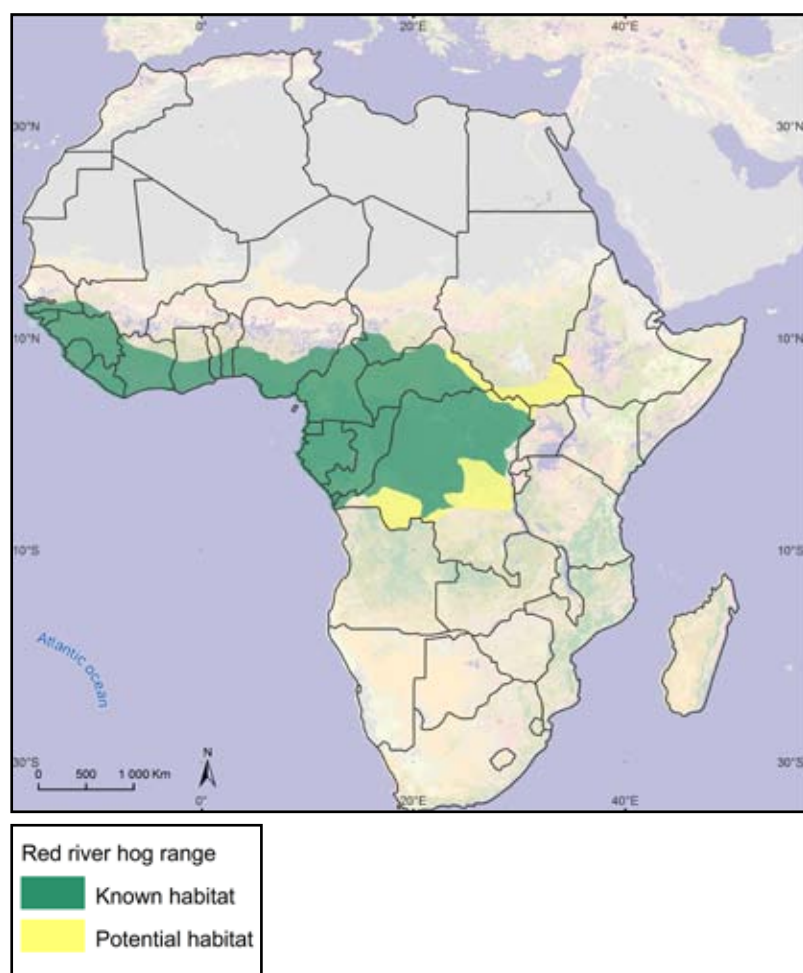 0° 20°E 40°E
30°N 30°N
10°N 10°N
10°S 10°S
Atlantic ocean
30°S 30°S
N
0 500 1 000 Km
0° 20°E 40°E
Red river hog range
Known habitat
Potential habitat